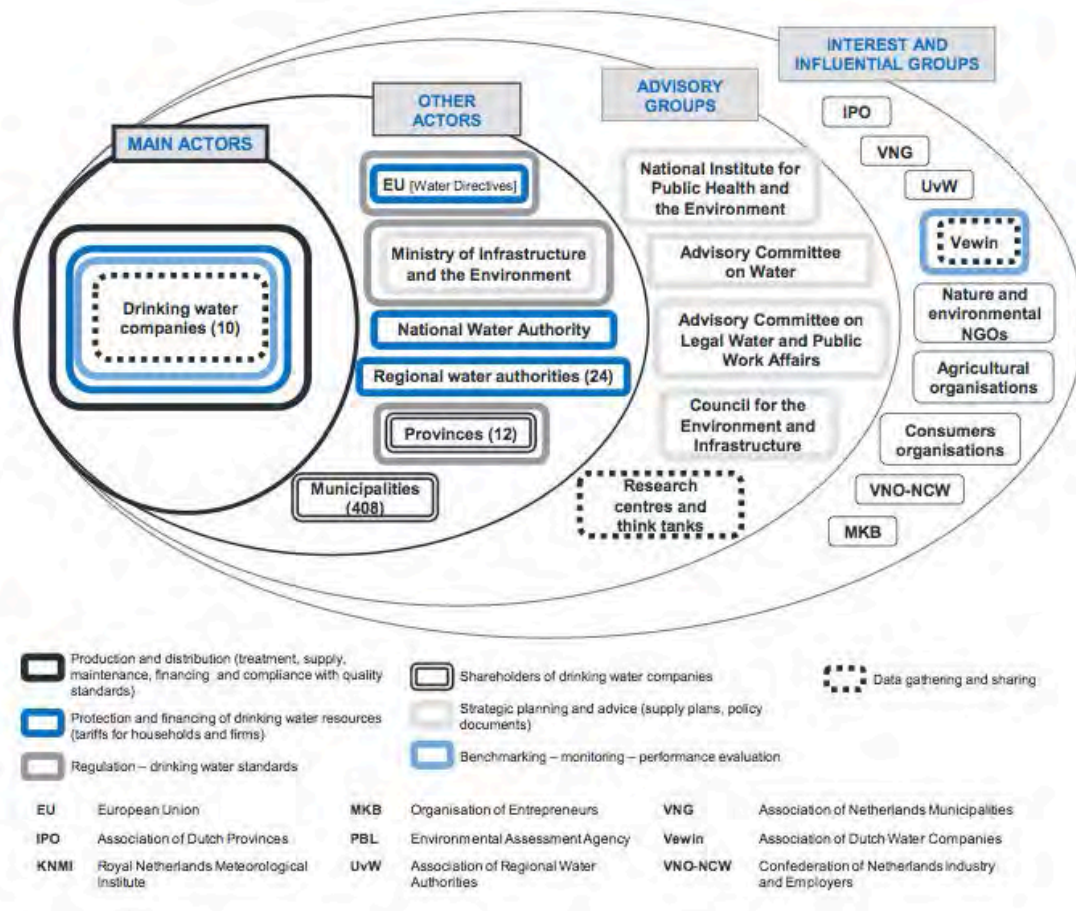 INTEREST AND
INFLUENTIAL GROUPS
ADVISORY
GROUPS
OTHER
ACTORS
MAIN ACTORS
Drinking water
companies (10)
EU [Water Directives]
Ministry of Infrastructure
and the Environment
National Water Authority
Regional water authorities (24)
Provinces (12)
Municipalities
(408)
National Institute for
Public Health and
the Environment
Advisory Committee
on Water
Advisory Committee on
Legal Water and Public
Work Affairs
Council for the
Environment and
Infrastructure
Research
centres and
think tanks
IPO
VNG
UvW
Vewin
Nature and
environmental
NGOs
Agricultural
organisations
Consumers
organisations
VNO-NCW
MKB
Production and distribution (treatment, supply,
maintenance, financing and compliance with quality
standards)
Protection and financing of drinking water resources
(tariffs for households and firms)
Regulation – drinking water standards
Shareholders of drinking water companies
Strategic planning and advice (supply plans, policy
documents)
Benchmarking – monitoring – performance evaluation
Data gathering and sharing
EU European Union
IPO Association of Dutch Provinces
KNMI Royal Netherlands Meteorological
Institute
MKB Organisation of Entrepreneurs
PBL Environmental Assessment Agency
UvW Association of Regional Water
Authorities
VNG Association of Netherlands Municipalities
Vewin Association of Dutch Water Companies
VNO-NCW Confederation of Netherlands Industry
and Employers